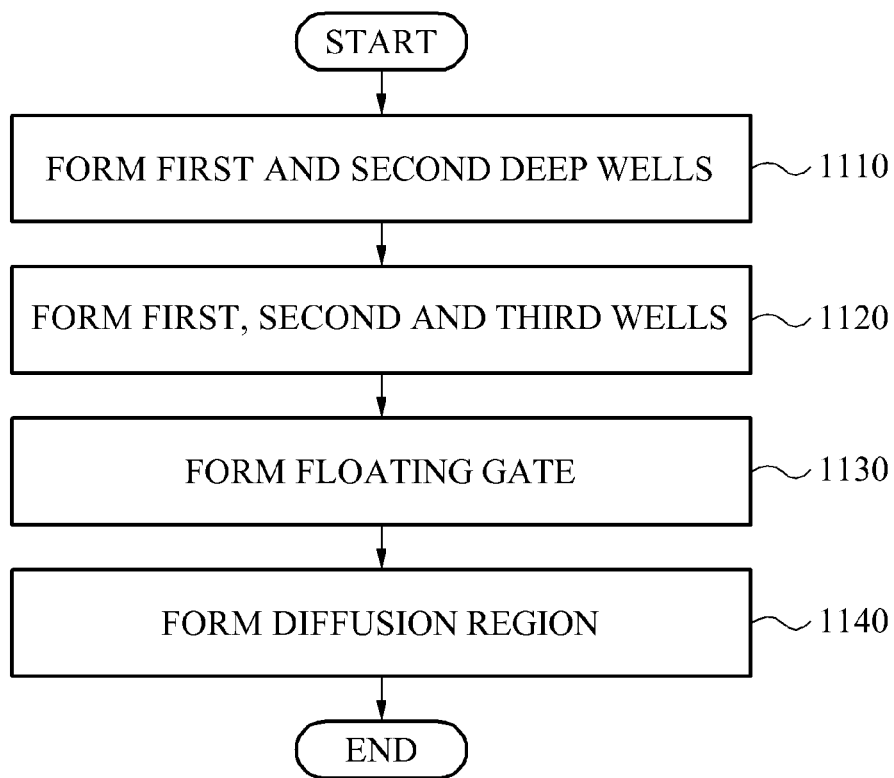 START
FORM FIRST AND SECOND DEEP WELLS
1110
FORM FIRST, SECOND AND THIRD WELLS
1120
FORM FLOATING GATE
1130
FORM DIFFUSION REGION
1140
END